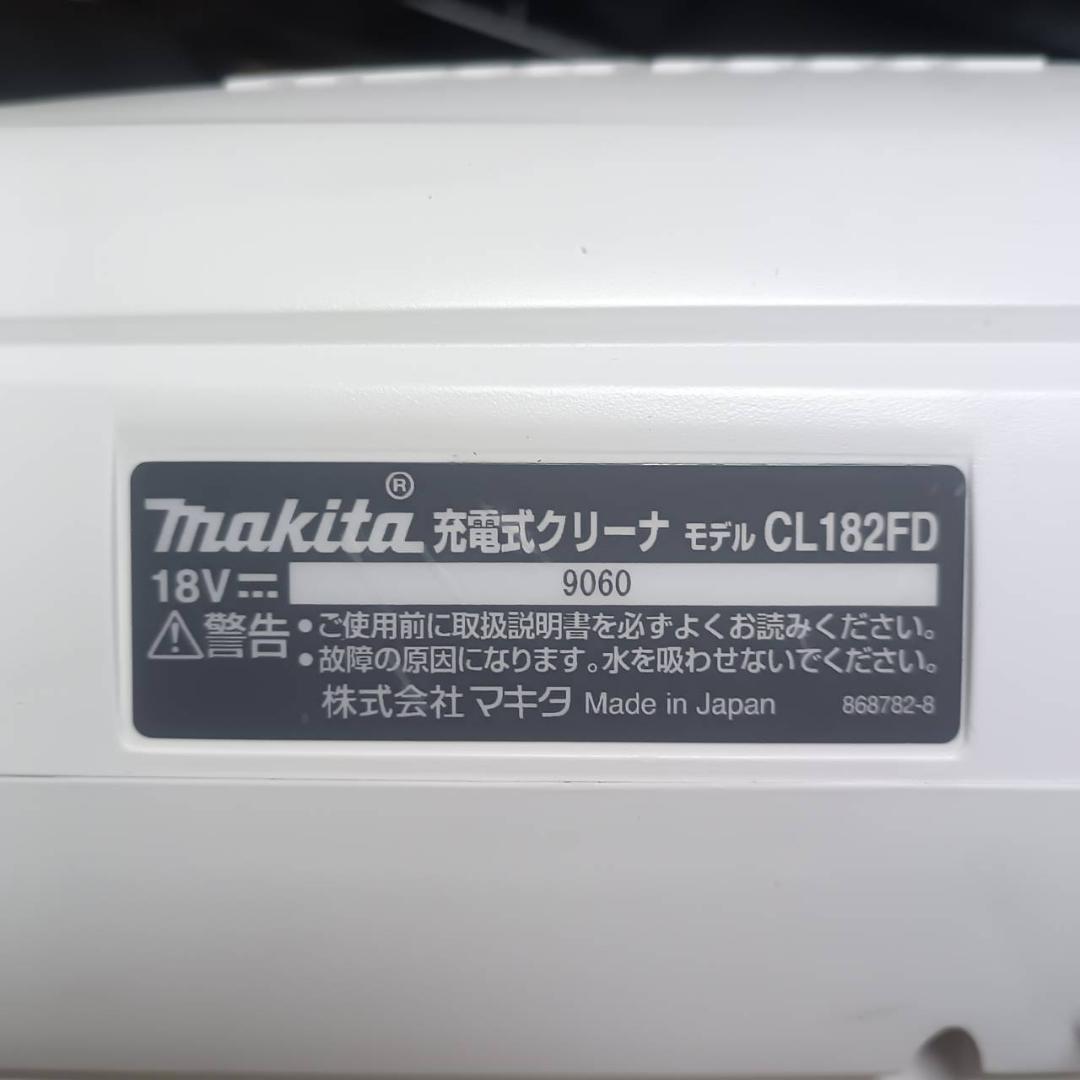 makita® 充電式クリーナ モデル CL182FD
18V 9060
⚠警告 •ご使用前に取扱説明書を必ずよくお読みください。
•故障の原因になります。水を吸わせないでください。
株式会社 マキタ Made in Japan 868782-8